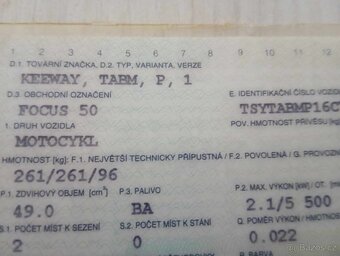 1 2 3 4 5 6 7 8 9 10 11 12
D.1. TOVÁRNÍ ZNAČKA, D.2. TYP, VARIANTA, VERZE
KEEWAY, TABM, P, 1
D.3. OBCHODNÍ OZNAČENÍ E. IDENTIFIKAČNÍ ČÍSLO VOZIDLA
FOCUS 50 TSYTABMP16C
1. DRUH VOZIDLA POV. HMOTNOST PŘÍVĚSU [kg]:
MOTOCYKL
HMOTNOST [kg]: F.1. NEJVĚTŠÍ TECHNICKY PŘÍPUSTNÁ / F.2. POVOLENÁ / G. PROVOZNÍ
261/261/96
P.1. ZDVIHOVÝ OBJEM [cm³] P.3. PALIVO P.2. MAX. VÝKON [kW] / OT.
49.0 BA 2.1/5 500
S.1. POČET MÍST K SEZENÍ S.2. POČET MÍST K STÁNÍ Q. POMĚR VÝKON / HMOTN.
2 0 0.022
R. BARVA